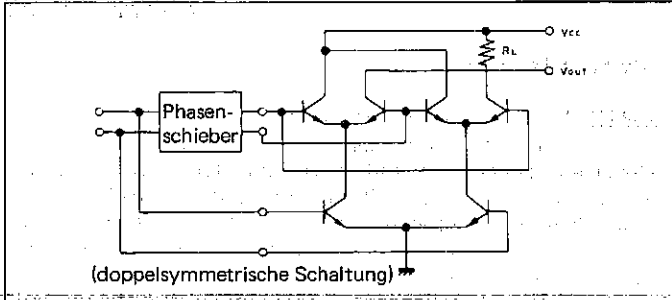 Vcc
RL
Vout
Phasen-
schieber
(doppelsymmetrische Schaltung)